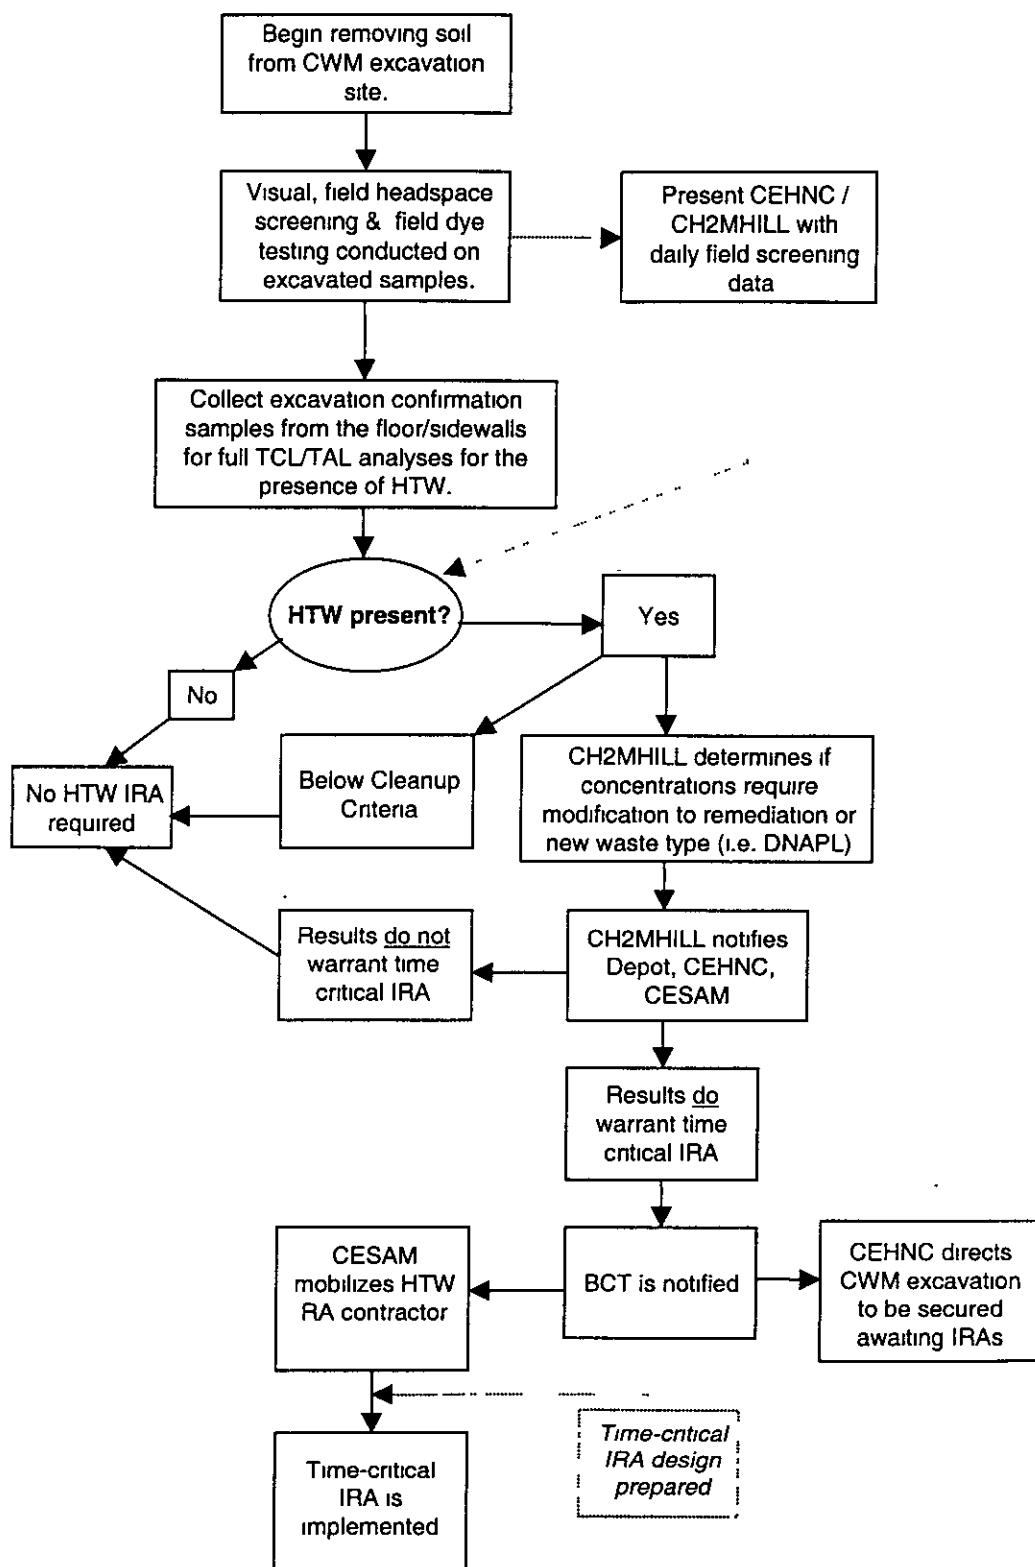 Begin removing soil
from CWM excavation
site.
Visual, field headspace
screening & field dye
testing conducted on
excavated samples.
Present CEHNC /
CH2MHILL with
daily field screening
data
Collect excavation confirmation
samples from the floor/sidewalls
for full TCL/TAL analyses for the
presence of HTW.
HTW present?
Yes
No
No HTW IRA
required
Below Cleanup
Criteria
CH2MHILL determines if
concentrations require
modification to remediation or
new waste type (i.e. DNAPL)
Results do not
warrant time
critical IRA
CH2MHILL notifies
Depot, CEHNC,
CESAM
Results do
warrant time
critical IRA
CESAM
mobilizes HTW
RA contractor
BCT is notified
CEHNC directs
CWM excavation
to be secured
awaiting IRAs
Time-critical
IRA design
prepared
Time-critical
IRA is
implemented